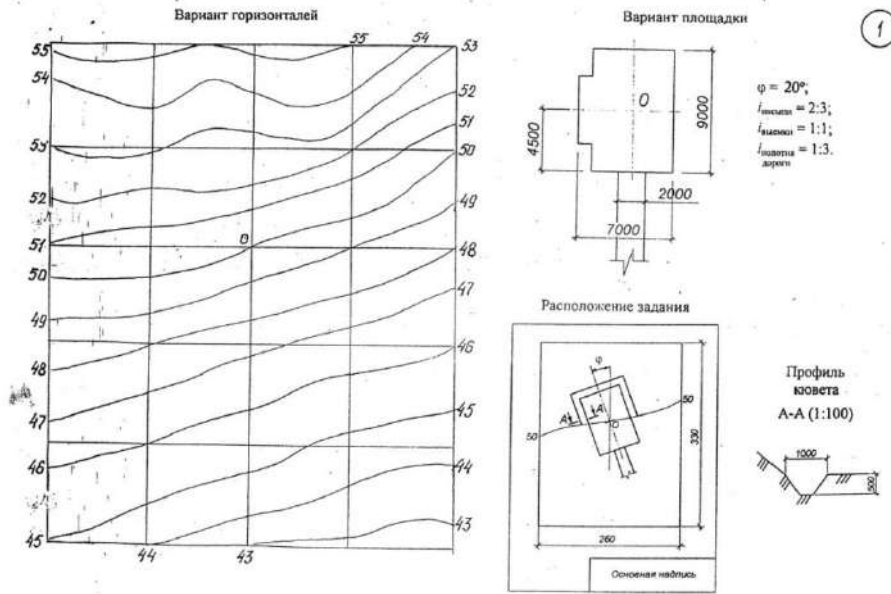 Вариант горизонталей
Вариант площадки
1
55
54
53
55
54
53
52
52
51
51
50
50
49
49
48
48
47
47
46
46
45
45
44
43
44
43
О
О
4500
9000
2000
7000
φ = 20°;
iнасыпи = 2:3;
iвыемки = 1:1;
iполотна дороги = 1:3.
Расположение задания
φ
А
А
О
50
50
330
260
Основная надпись
Профиль
кювета
А-А (1:100)
1000
500